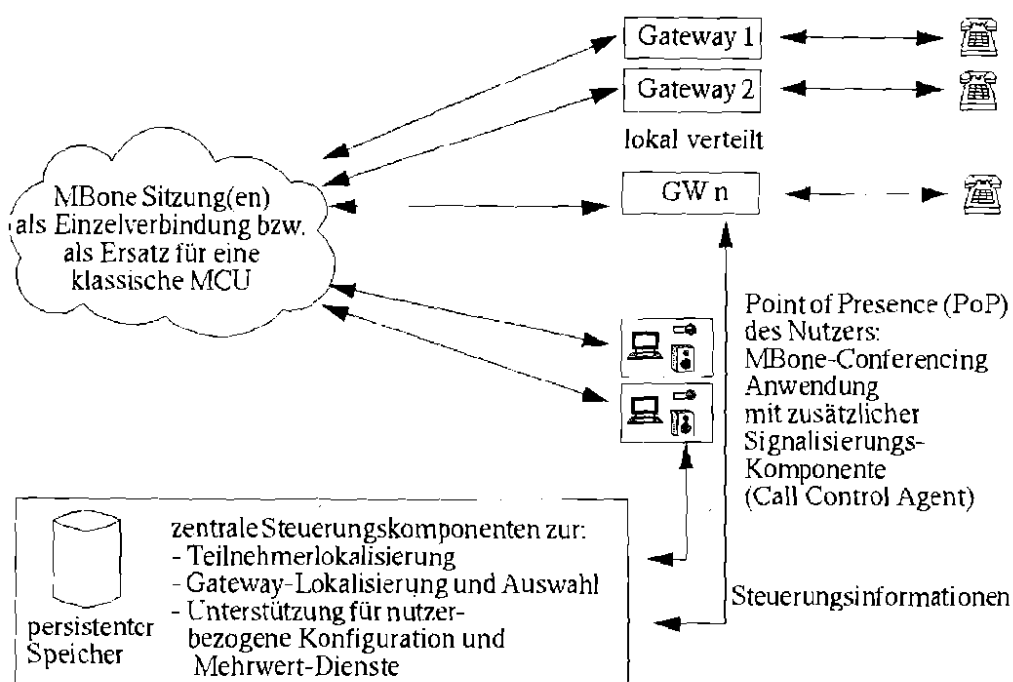 Gateway 1
Gateway 2
lokal verteilt
GW n
MBone Sitzung(en)
als Einzelverbindung bzw.
als Ersatz für eine
klassische MCU
Point of Presence (PoP)
des Nutzers:
MBone-Conferencing
Anwendung
mit zusätzlicher
Signalisierungs-
Komponente
(Call Control Agent)
zentrale Steuerungskomponenten zur:
- Teilnehmerlokalisierung
- Gateway-Lokalisierung und Auswahl
- Unterstützung für nutzer-
bezogene Konfiguration und
Mehrwert-Dienste
persistenter
Speicher
Steuerungsinformationen